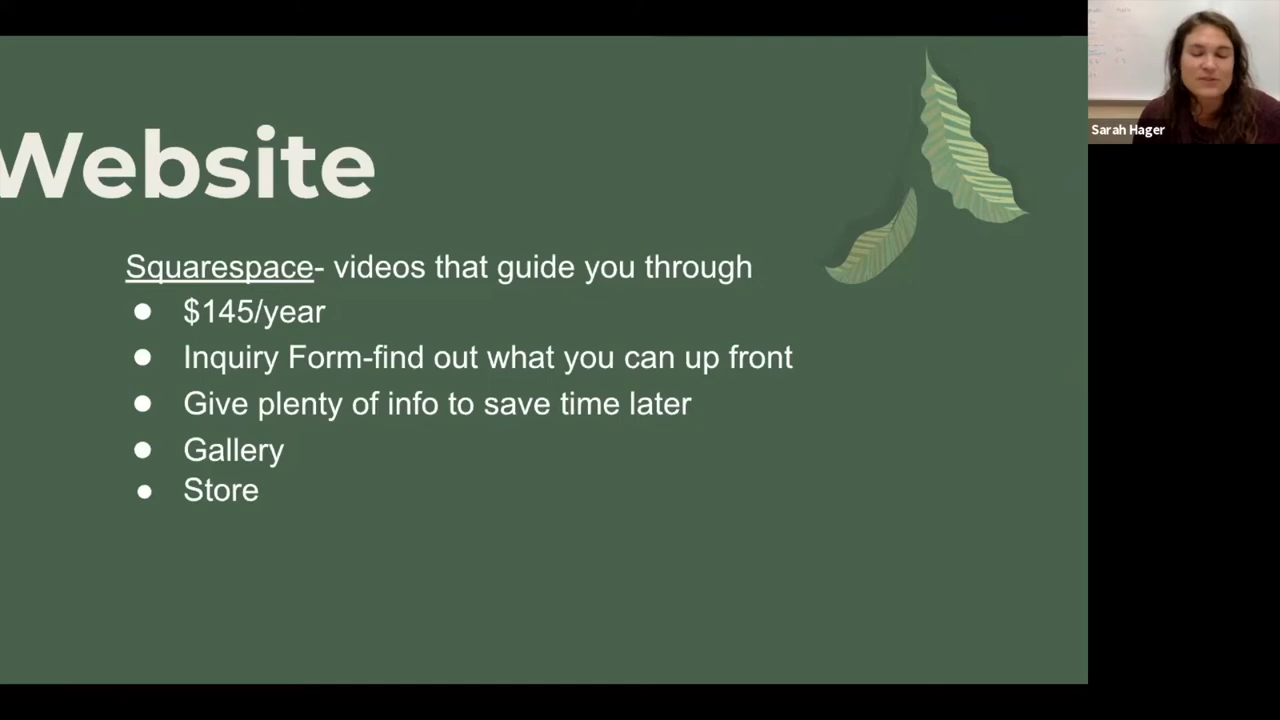 Website
Squarespace- videos that guide you through
● $145/year
● Inquiry Form-find out what you can up front
● Give plenty of info to save time later
● Gallery
● Store
Sarah Hager